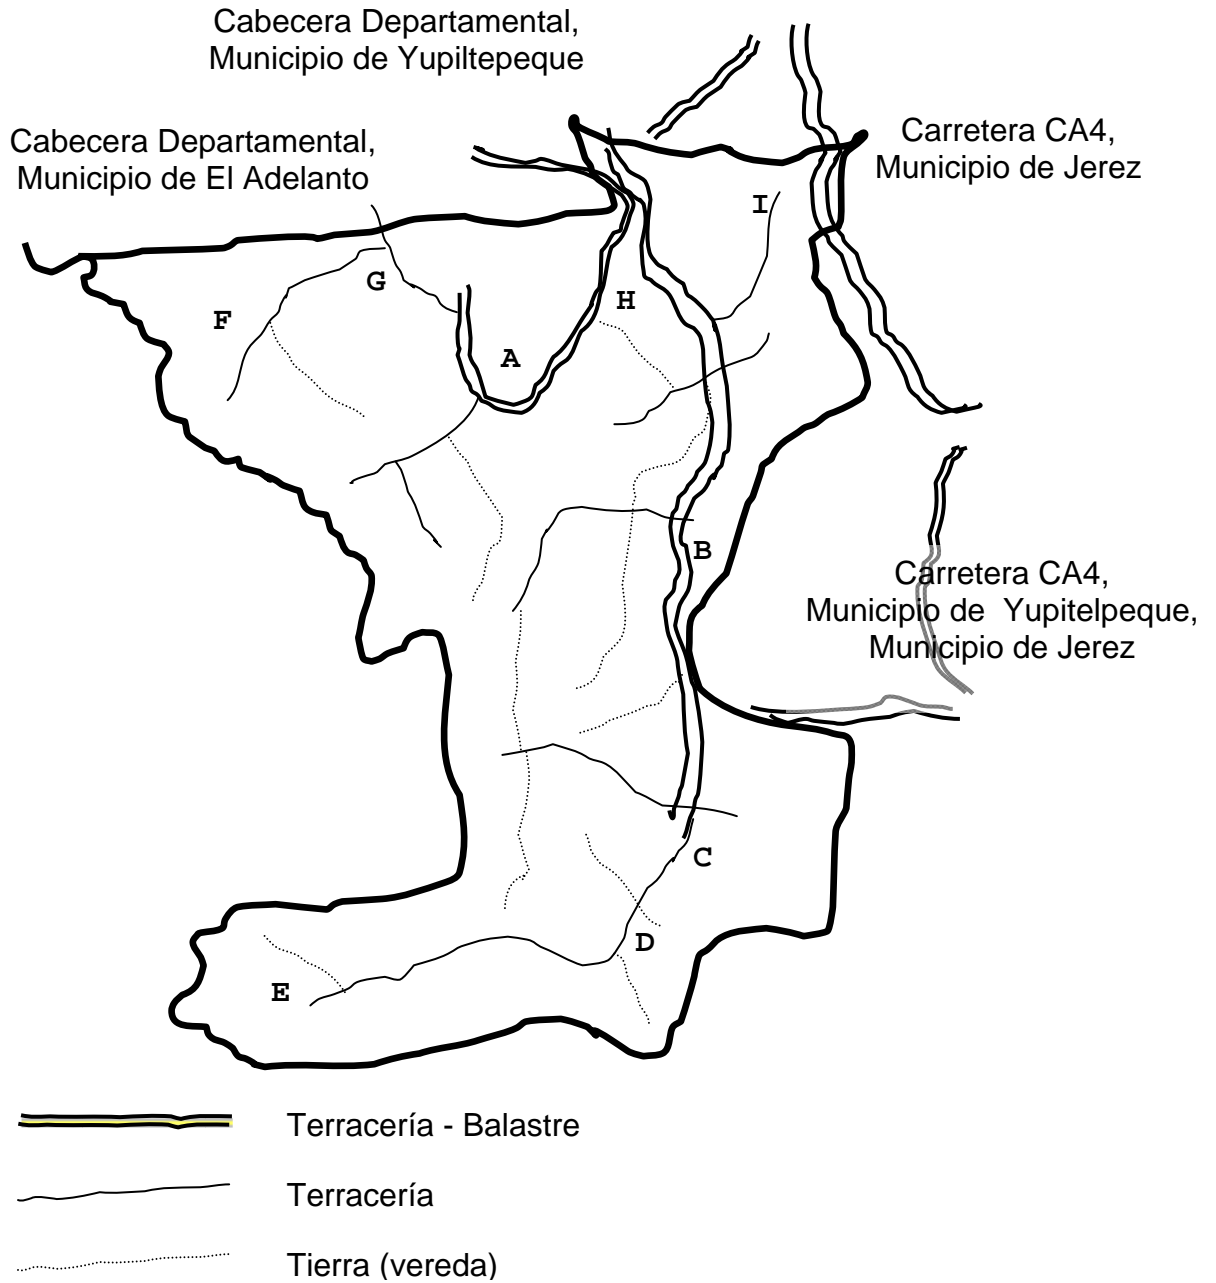 Cabecera Departamental,
Municipio de Yupiltepeque
Cabecera Departamental,
Municipio de El Adelanto
Carretera CA4,
Municipio de Jerez
I
G
H
F
A
B
Carretera CA4,
Municipio de  Yupitelpeque,
Municipio de Jerez
C
D
E
Terracería - Balastre
Terracería
Tierra (vereda)